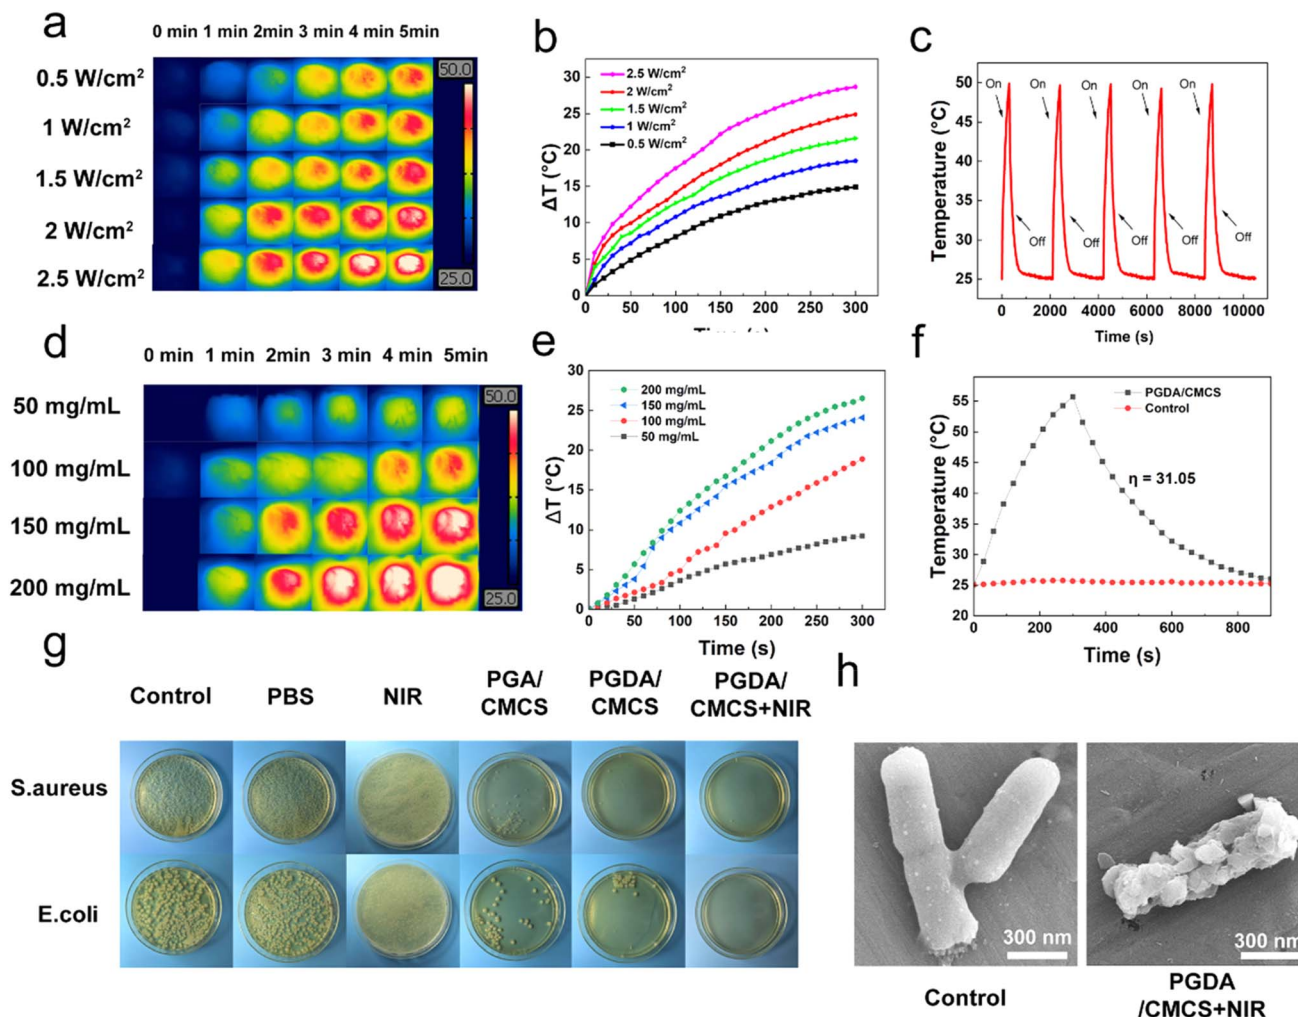 a
0 min 1 min 2min 3 min 4 min 5min
0.5 W/cm²
1 W/cm²
1.5 W/cm²
2 W/cm²
2.5 W/cm²
50.0
25.0
b
ΔT (°C)
30
25
20
15
10
5
0
2.5 W/cm²
2 W/cm²
1.5 W/cm²
1 W/cm²
0.5 W/cm²
0 50 100 150 200 250 300
Time (s)
c
Temperature (°C)
50
45
40
35
30
25
On On On On On
Off Off Off Off Off
0 2000 4000 6000 8000 10000
Time (s)
d
0 min 1 min 2min 3 min 4 min 5min
50 mg/mL
100 mg/mL
150 mg/mL
200 mg/mL
50.0
25.0
e
ΔT (°C)
30
25
20
15
10
5
0
200 mg/mL
150 mg/mL
100 mg/mL
50 mg/mL
0 50 100 150 200 250 300
Time (s)
f
Temperature (°C)
55
50
45
40
35
30
25
20
PGDA/CMCS
Control
η = 31.05
0 200 400 600 800
Time (s)
g
Control PBS NIR PGA/ PGDA/ PGDA/
CMCS CMCS CMCS+NIR
S.aureus
E.coli
h
300 nm 300 nm
Control PGDA
/CMCS+NIR